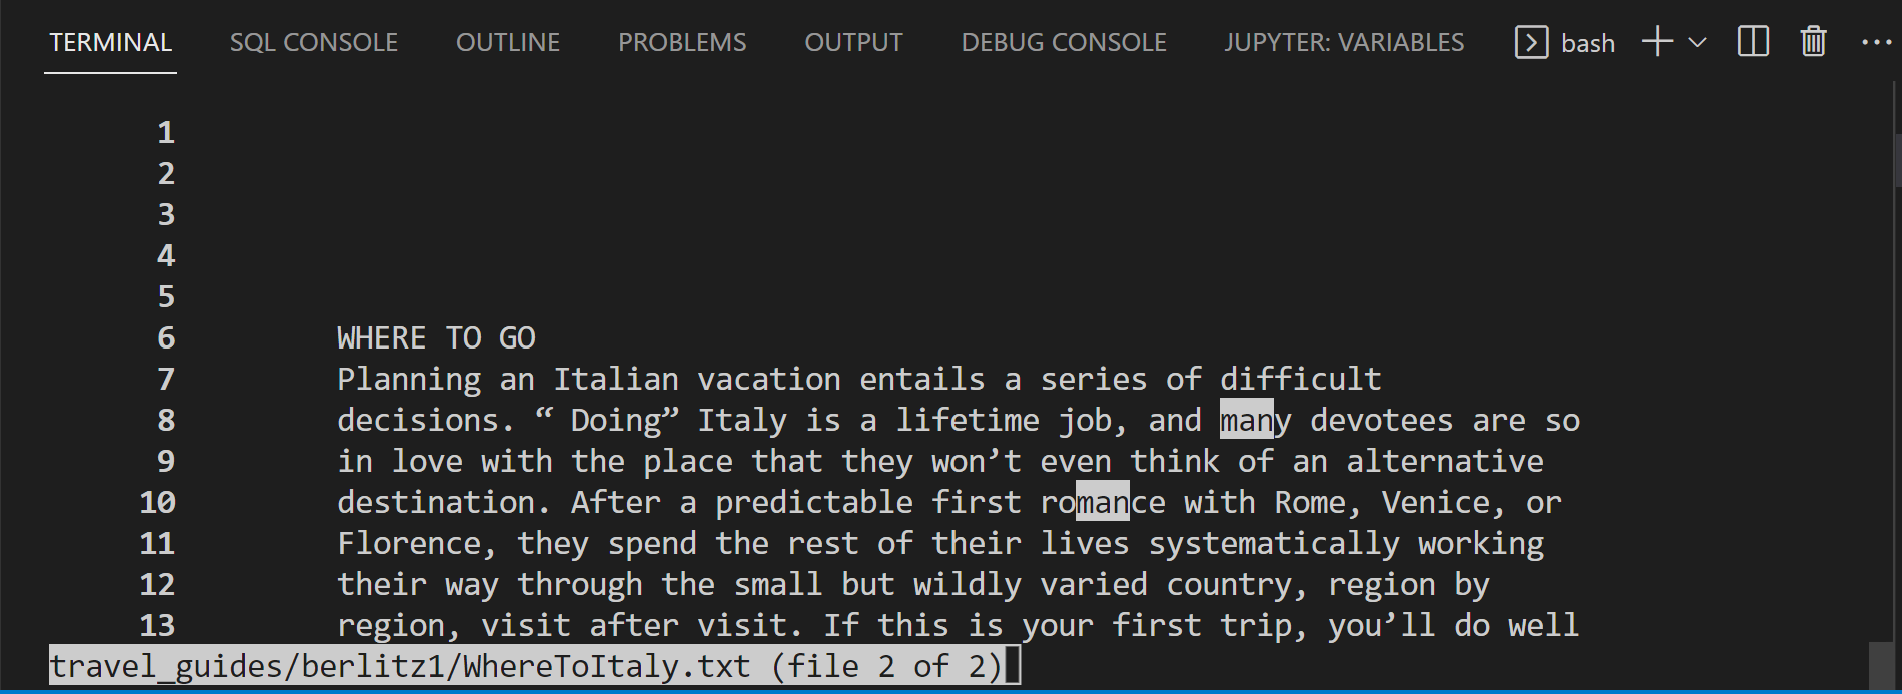 TERMINAL SQL CONSOLE OUTLINE PROBLEMS OUTPUT DEBUG CONSOLE JUPYTER: VARIABLES bash
1
2
3
4
5
6 WHERE TO GO
7 Planning an Italian vacation entails a series of difficult
8 decisions. “ Doing” Italy is a lifetime job, and many devotees are so
9 in love with the place that they won’t even think of an alternative
10 destination. After a predictable first romance with Rome, Venice, or
11 Florence, they spend the rest of their lives systematically working
12 their way through the small but wildly varied country, region by
13 region, visit after visit. If this is your first trip, you’ll do well
travel_guides/berlitz1/WhereToItaly.txt (file 2 of 2)